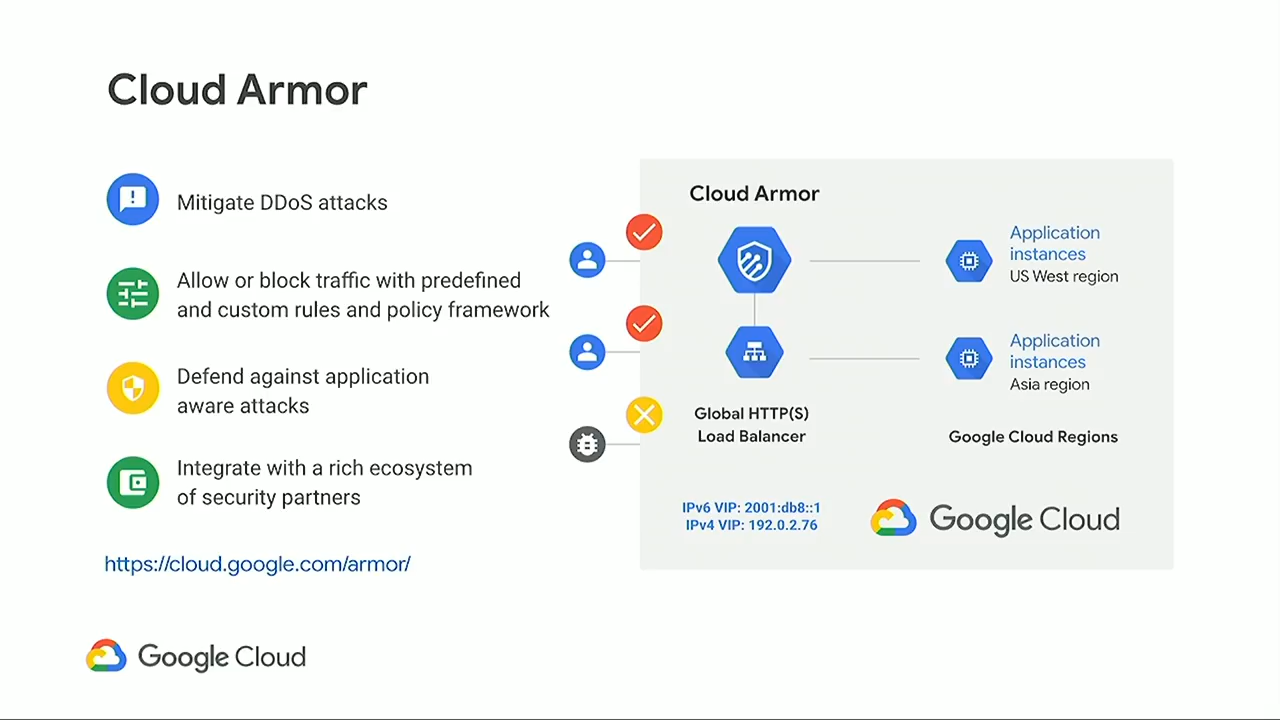 Cloud Armor
Mitigate DDoS attacks
Allow or block traffic with predefined
and custom rules and policy framework
Defend against application
aware attacks
Integrate with a rich ecosystem
of security partners
https://cloud.google.com/armor/
Cloud Armor
Application
instances
US West region
Application
instances
Asia region
Global HTTP(S)
Load Balancer
Google Cloud Regions
IPv6 VIP: 2001:db8::1
IPv4 VIP: 192.0.2.76
Google Cloud
Google Cloud